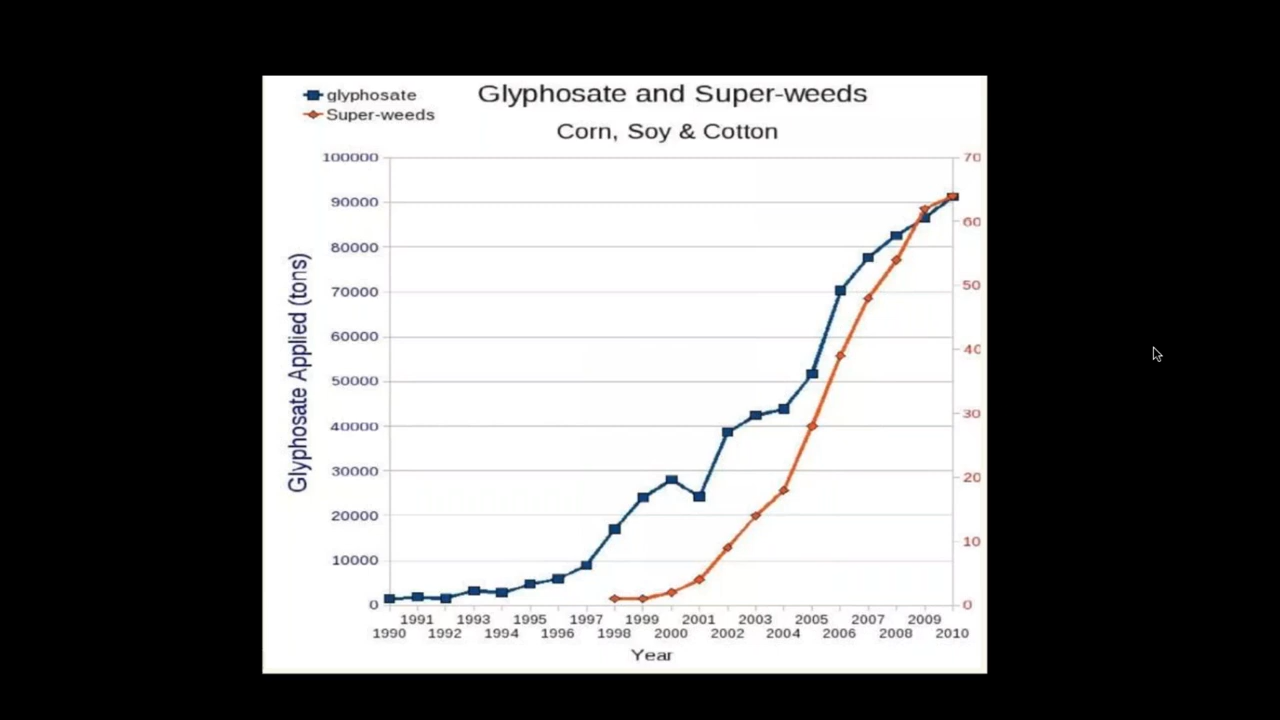 glyphosate
Super-weeds
Glyphosate and Super-weeds
Corn, Soy & Cotton
Glyphosate Applied (tons)
100000
90000
80000
70000
60000
50000
40000
30000
20000
10000
0
70
60
50
40
30
20
10
0
1991 1993 1995 1997 1999 2001 2003 2005 2007 2009
1990 1992 1994 1996 1998 2000 2002 2004 2006 2008 2010
Year